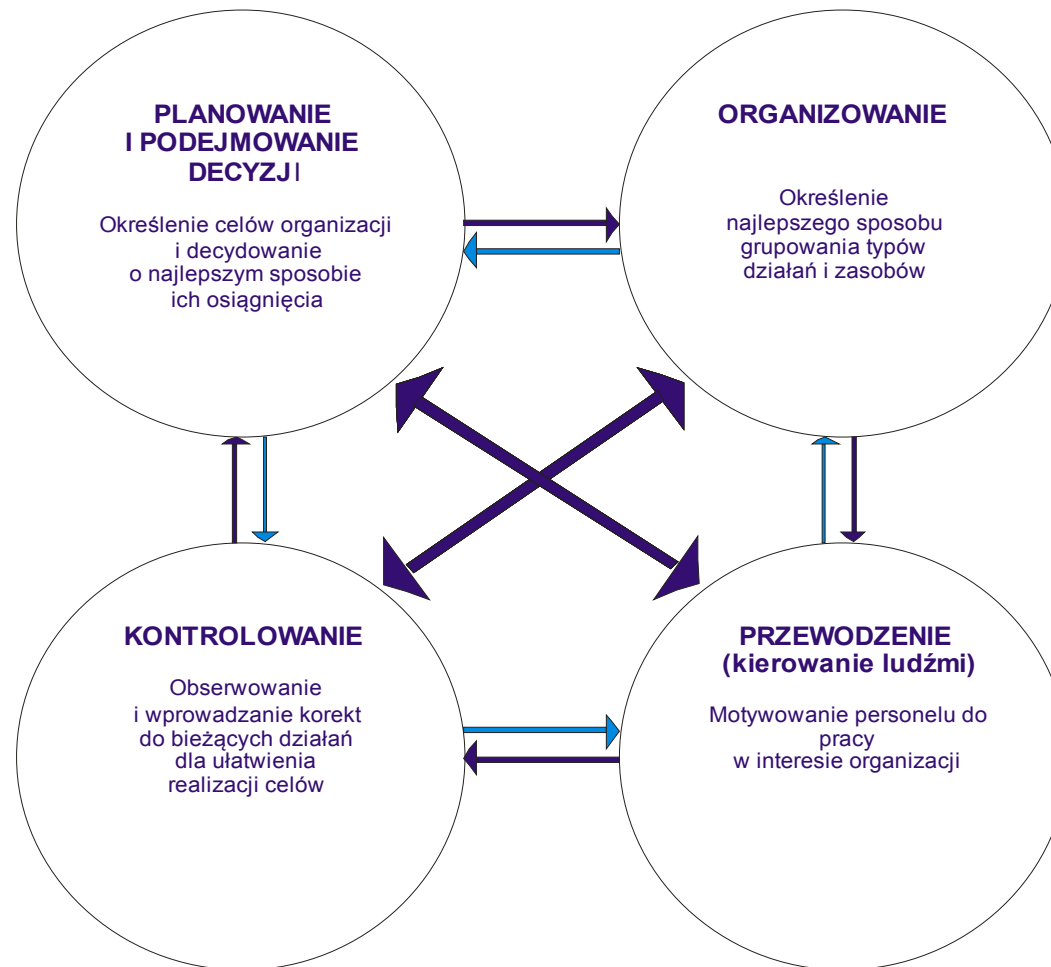 PLANOWANIE
I PODEJMOWANIE
DECYZJI
Określenie celów organizacji
i decydowanie
o najlepszym sposobie
ich osiągnięcia
ORGANIZOWANIE
Określenie
najlepszego sposobu
grupowania typów
działań i zasobów
KONTROLOWANIE
Obserwowanie
i wprowadzanie korekt
do bieżących działań
dla ułatwienia
realizacji celów
PRZEWODZENIE
(kierowanie ludźmi)
Motywowanie personelu do
pracy
w interesie organizacji